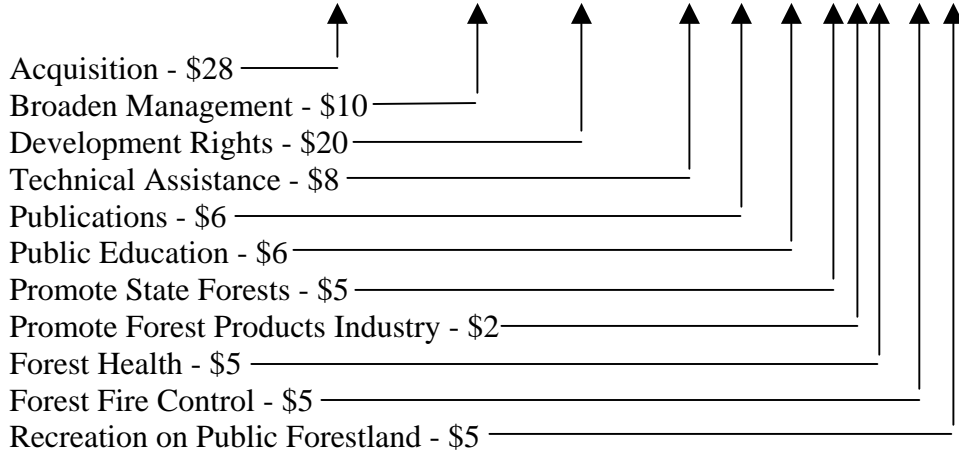 Acquisition - $28
Broaden Management - $10
Development Rights - $20
Technical Assistance - $8
Publications - $6
Public Education - $6
Promote State Forests - $5
Promote Forest Products Industry - $2
Forest Health - $5
Forest Fire Control - $5
Recreation on Public Forestland - $5